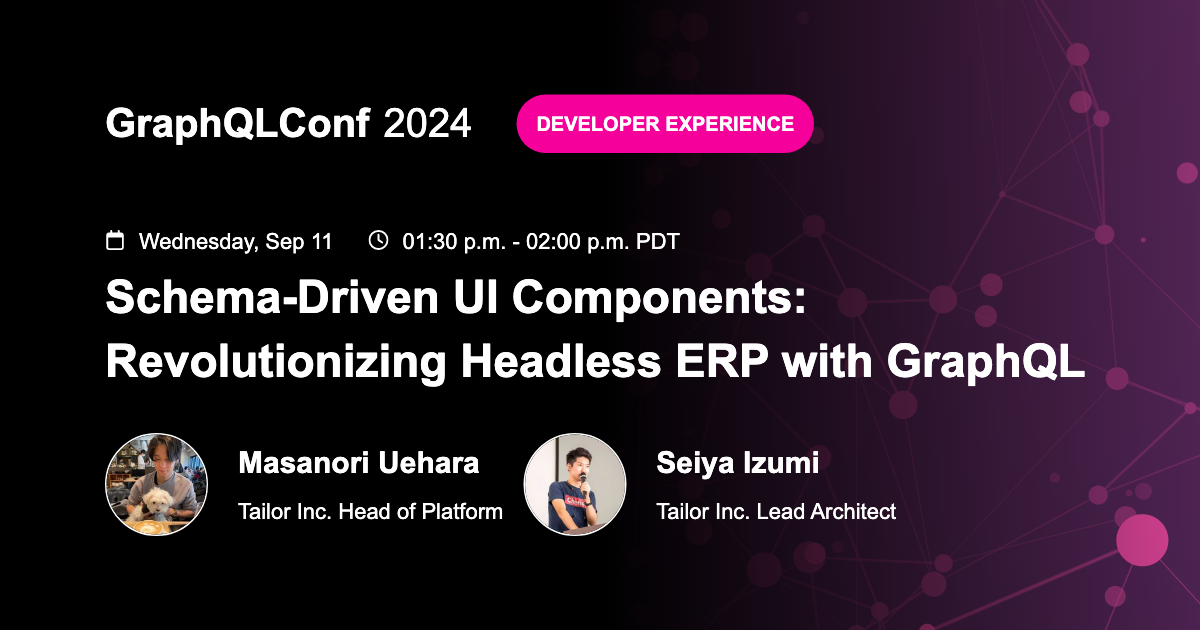 GraphQLConf 2024
DEVELOPER EXPERIENCE
Wednesday, Sep 11
01:30 p.m. - 02:00 p.m. PDT
Schema-Driven UI Components:
Revolutionizing Headless ERP with GraphQL
Masanori Uehara
Tailor Inc. Head of Platform
Seiya Izumi
Tailor Inc. Lead Architect